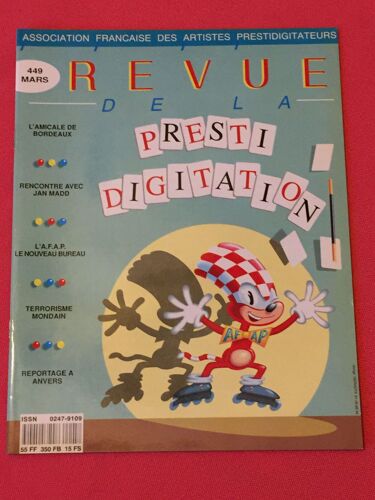 ASSOCIATION FRANCAISE DES ARTISTES PRESTIDIGITATEURS
449
MARS
REVUE
DE LA
PRESTI
DIGITATION
L'AMICALE DE
BORDEAUX
RENCONTRE AVEC
JAN MADD
L'A.F.A.P.
LE NOUVEAU BUREAU
TERRORISME
MONDAIN
REPORTAGE A
ANVERS
AFAP
ISSN 0247-9109
55 FF 350 FB 15 FS